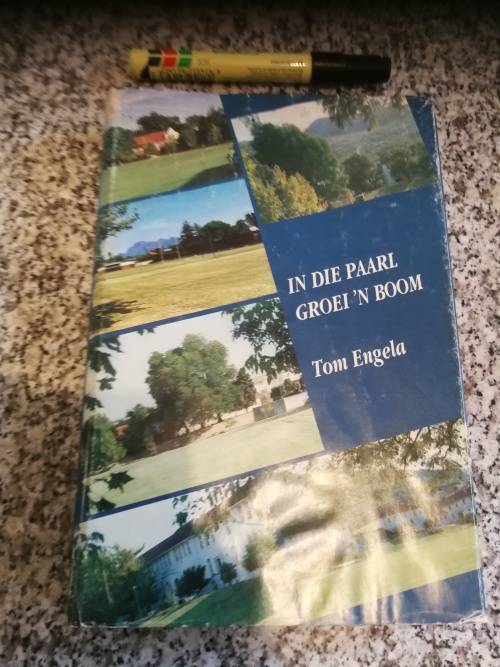 IN DIE PAARL
GROEI 'N BOOM
Tom Engela